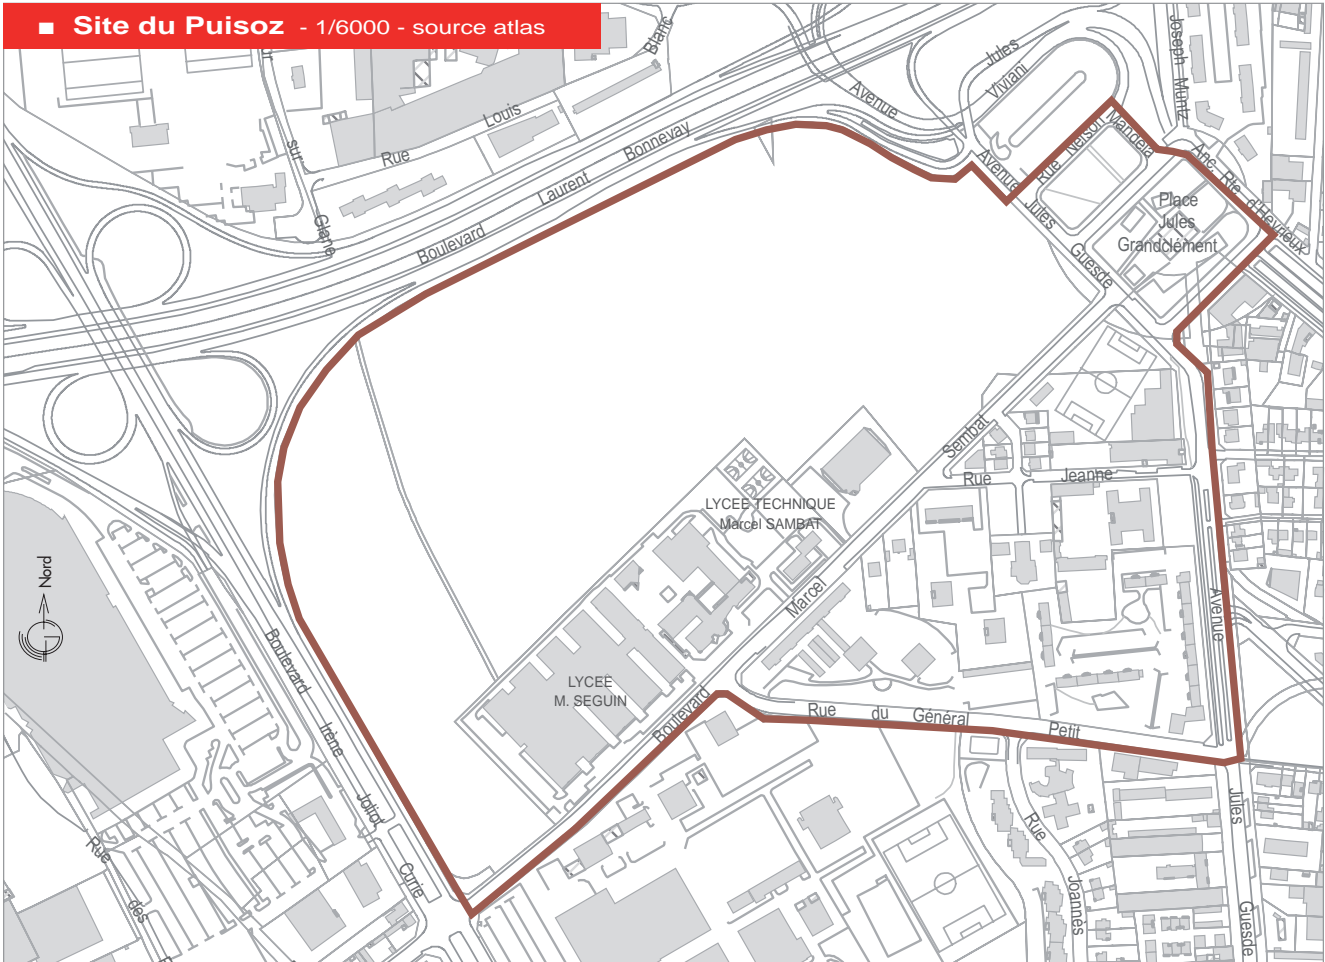 Site du Puisoz - 1/6000 - source atlas
Blanc
Joseph Muntz
Jules
Viviani
Avenue
sur
Louis
Rue
Bonnevay
Laurent
Boulevard
sur
Glane
Rue Nelson
Mandela
Anc. Rte d'Heyrieux
Avenue
Jules
Guesde
Place
Jules
Grandclément
Sembat
Rue Jeanne
LYCEE TECHNIQUE
Marcel SAMBAT
Nord
Marcel
Avenue
LYCEE
M. SEGUIN
Boulevard
Boulevard
Irène
Joliot
Curie
Rue du Général
Petit
Rue
des
Rue
Joannes
Jules
Guesde